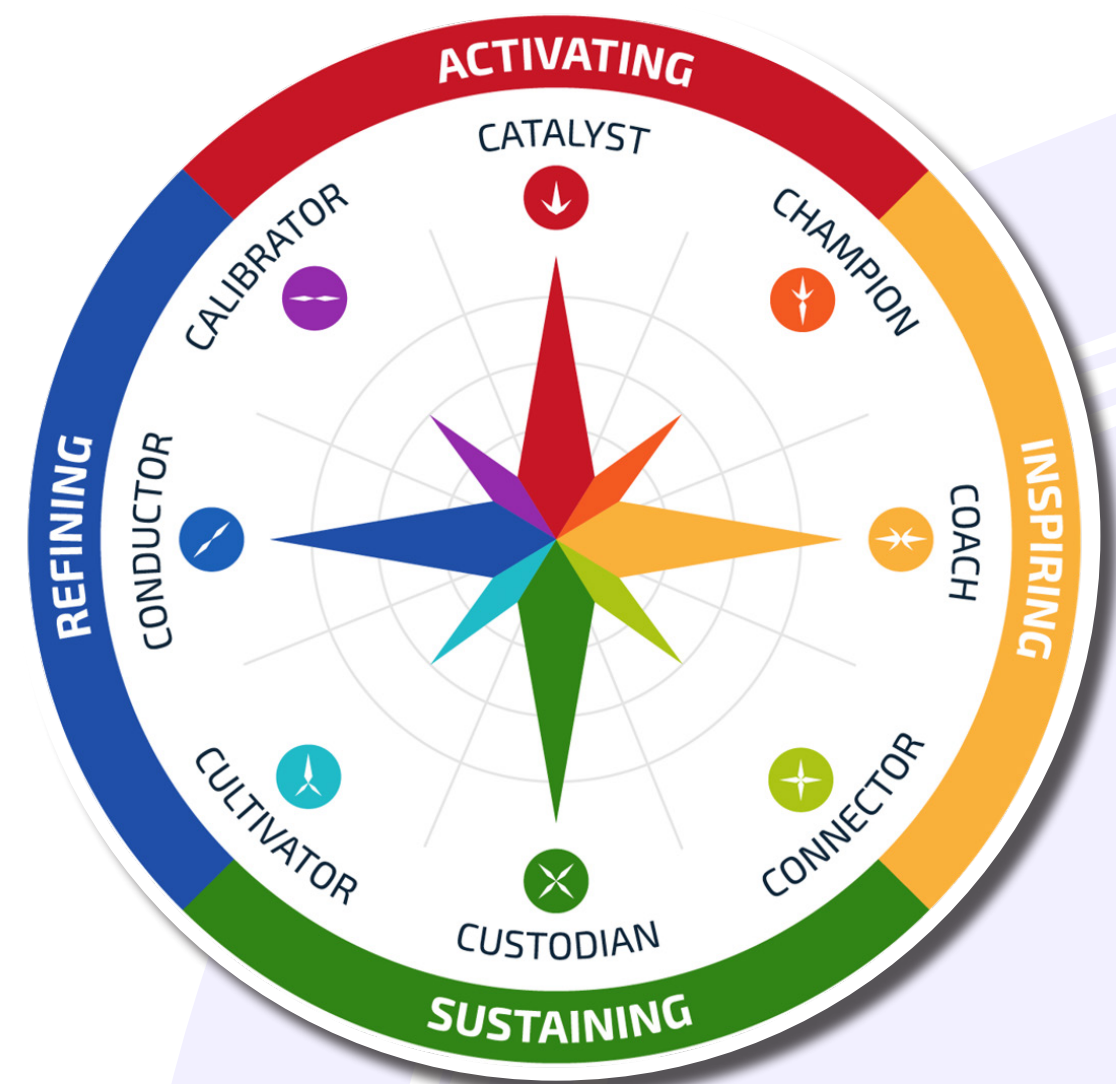 ACTIVATING
CATALYST
CALIBRATOR
CHAMPION
REFINING
CONDUCTOR
COACH
INSPIRING
CULTIVATOR
CONNECTOR
CUSTODIAN
SUSTAINING